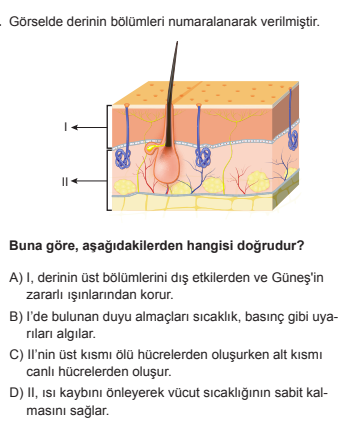 . Görselde derinin bölümleri numaralanarak verilmiştir.
I
II
Buna göre, aşağıdakilerden hangisi doğrudur?
A) I, derinin üst bölümlerini dış etkilerden ve Güneş'in
zararlı ışınlarından korur.
B) I'de bulunan duyu almaçları sıcaklık, basınç gibi uya-
rıları algılar.
C) II'nin üst kısmı ölü hücrelerden oluşurken alt kısmı
canlı hücrelerden oluşur.
D) II, ısı kaybını önleyerek vücut sıcaklığının sabit kal-
masını sağlar.